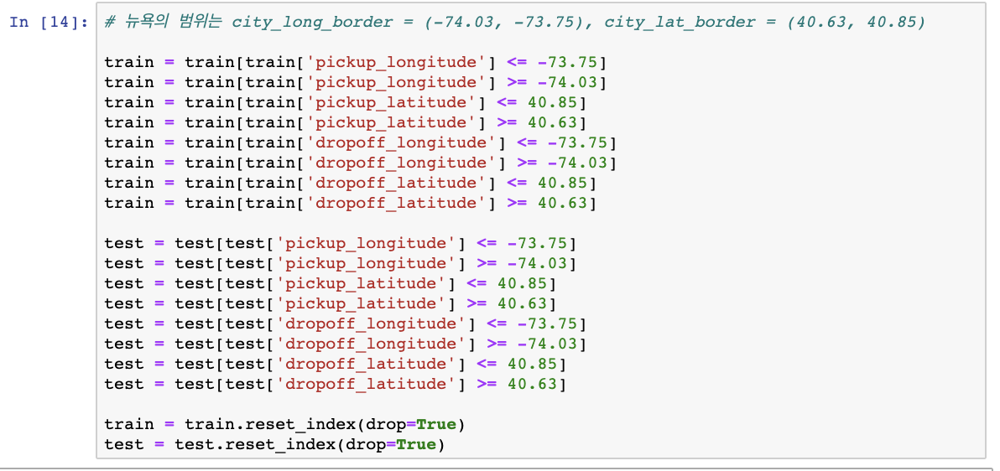 In [14]: # 뉴욕의 범위는 city_long_border = (-74.03, -73.75), city_lat_border = (40.63, 40.85)
train = train[train['pickup_longitude'] <= -73.75]
train = train[train['pickup_longitude'] >= -74.03]
train = train[train['pickup_latitude'] <= 40.85]
train = train[train['pickup_latitude'] >= 40.63]
train = train[train['dropoff_longitude'] <= -73.75]
train = train[train['dropoff_longitude'] >= -74.03]
train = train[train['dropoff_latitude'] <= 40.85]
train = train[train['dropoff_latitude'] >= 40.63]
test = test[test['pickup_longitude'] <= -73.75]
test = test[test['pickup_longitude'] >= -74.03]
test = test[test['pickup_latitude'] <= 40.85]
test = test[test['pickup_latitude'] >= 40.63]
test = test[test['dropoff_longitude'] <= -73.75]
test = test[test['dropoff_longitude'] >= -74.03]
test = test[test['dropoff_latitude'] <= 40.85]
test = test[test['dropoff_latitude'] >= 40.63]
train = train.reset_index(drop=True)
test = test.reset_index(drop=True)